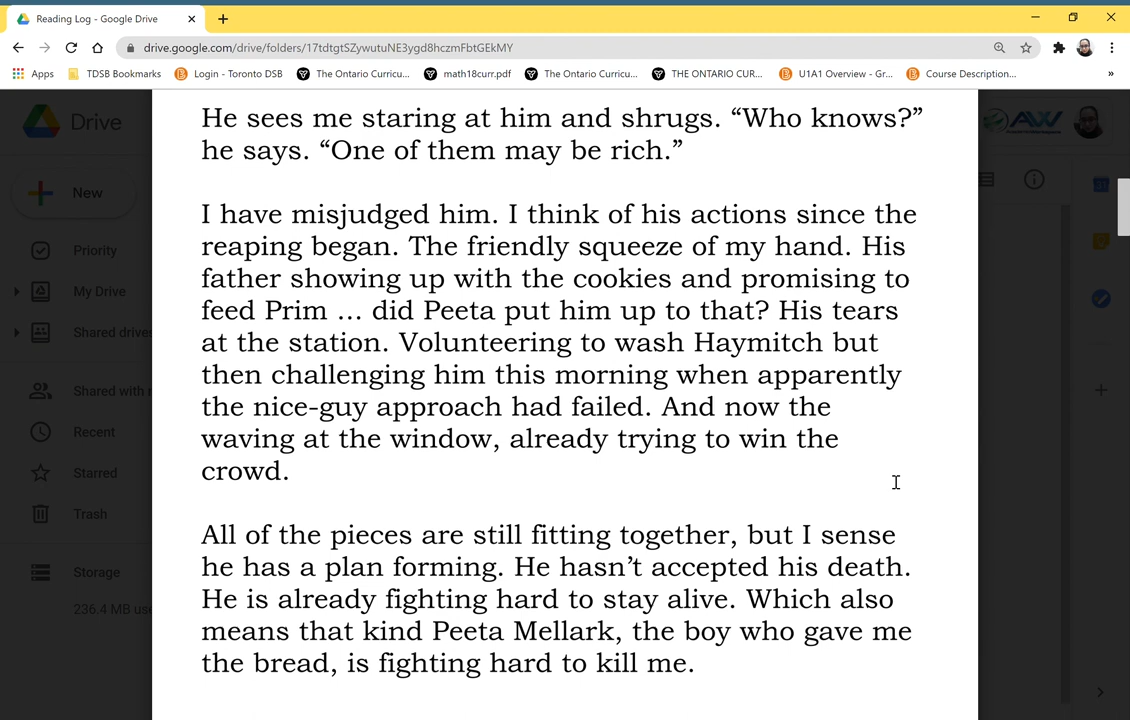 Reading Log - Google Drive
drive.google.com/drive/folders/17tdtgtSZywutuNE3ygd8hczmFbtGEkMY
Apps TDSB Bookmarks Login - Toronto DSB The Ontario Curricu... math18curr.pdf The Ontario Curricu... THE ONTARIO CUR... U1A1 Overview - Gr... Course Description... »
Drive
New
Priority
My Drive
Shared drives
Shared with
Recent
Starred
Trash
Storage
236.4 MB use
AW
He sees me staring at him and shrugs. “Who knows?”
he says. “One of them may be rich.”
I have misjudged him. I think of his actions since the
reaping began. The friendly squeeze of my hand. His
father showing up with the cookies and promising to
feed Prim ... did Peeta put him up to that? His tears
at the station. Volunteering to wash Haymitch but
then challenging him this morning when apparently
the nice-guy approach had failed. And now the
waving at the window, already trying to win the
crowd.
All of the pieces are still fitting together, but I sense
he has a plan forming. He hasn’t accepted his death.
He is already fighting hard to stay alive. Which also
means that kind Peeta Mellark, the boy who gave me
the bread, is fighting hard to kill me.